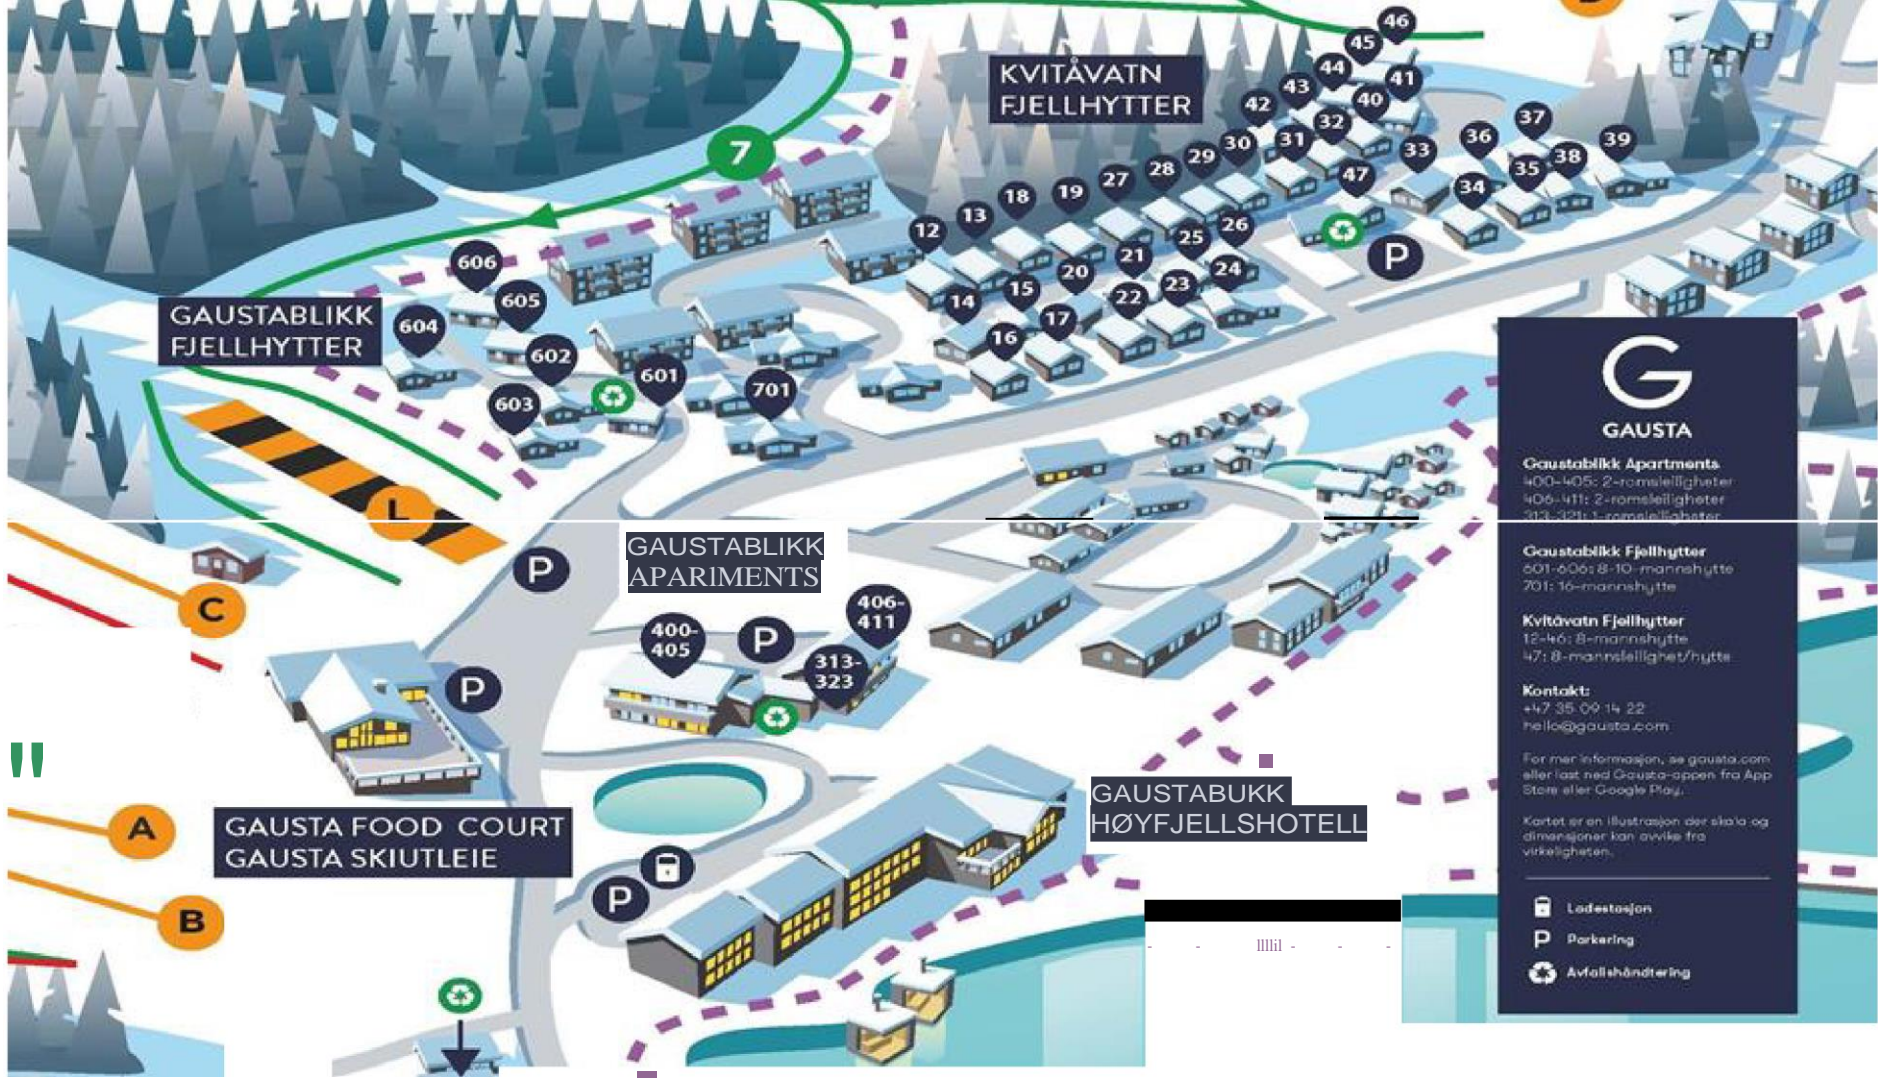 46
45
44
41
43
40
42
KVITÅVATN
FJELLHYTTER
32
37
31
36
39
30
33
7
29
38
28
35
27
47
34
19
18
13
26
12
25
P
21
606
24
20
23
15
22
605
14
GAUSTABLIKK
FJELLHYTTER
604
17
16
602
601
701
603
G
GAUSTA
Gaustablikk Apartments
400-405: 2-romsleiligheter
406-411: 2-romsleiligheter
313-321: 1-romsleiligheter
L
GAUSTABLIKK
APARIMENTS
P
Gaustablikk Fjellhytter
601-606: 8-10-mannshytte
701: 16-mannshytte
C
406-
411
400-
405
P
313-
323
Kvitåvatn Fjellhytter
12-46: 8-mannshytte
47: 8-mannsleilighet/hytte
P
Kontakt:
+47 35 09 14 22
hello@gausta.com
"
For mer informasjon, se gausta.com
eller last ned Gausta-appen fra App
Store eller Google Play.
GAUSTABUKK
HØYFJELLSHOTELL
A
GAUSTA FOOD COURT
GAUSTA SKIUTLEIE
Kartet er en illustrasjon der skala og
dimensjoner kan avvike fra
virkeligheten.
P
B
Ladestasjon
P Parkering
Avfallshåndtering
- - llllil - - -